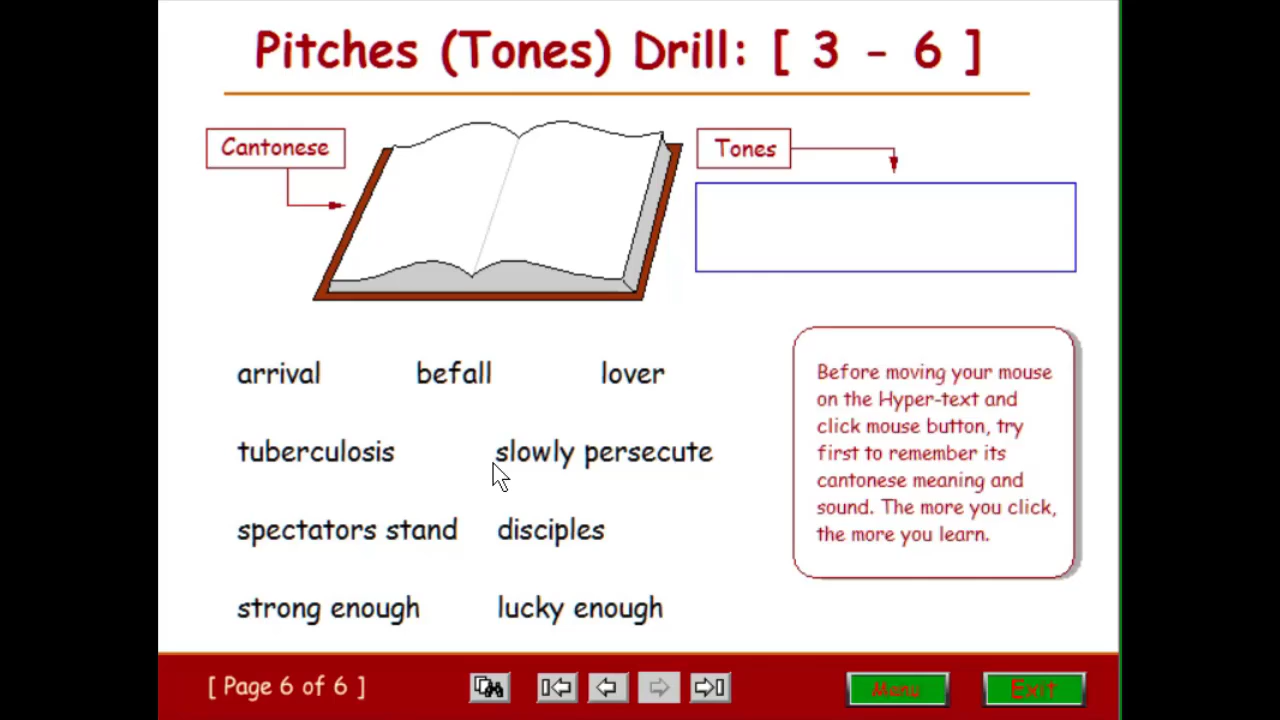 Pitches (Tones) Drill: [ 3 - 6 ]
Cantonese
Tones
arrival befall lover
tuberculosis slowly persecute
spectators stand disciples
strong enough lucky enough
Before moving your mouse
on the Hyper-text and
click mouse button, try
first to remember its
cantonese meaning and
sound. The more you click,
the more you learn.
[ Page 6 of 6 ]
Menu
Exit